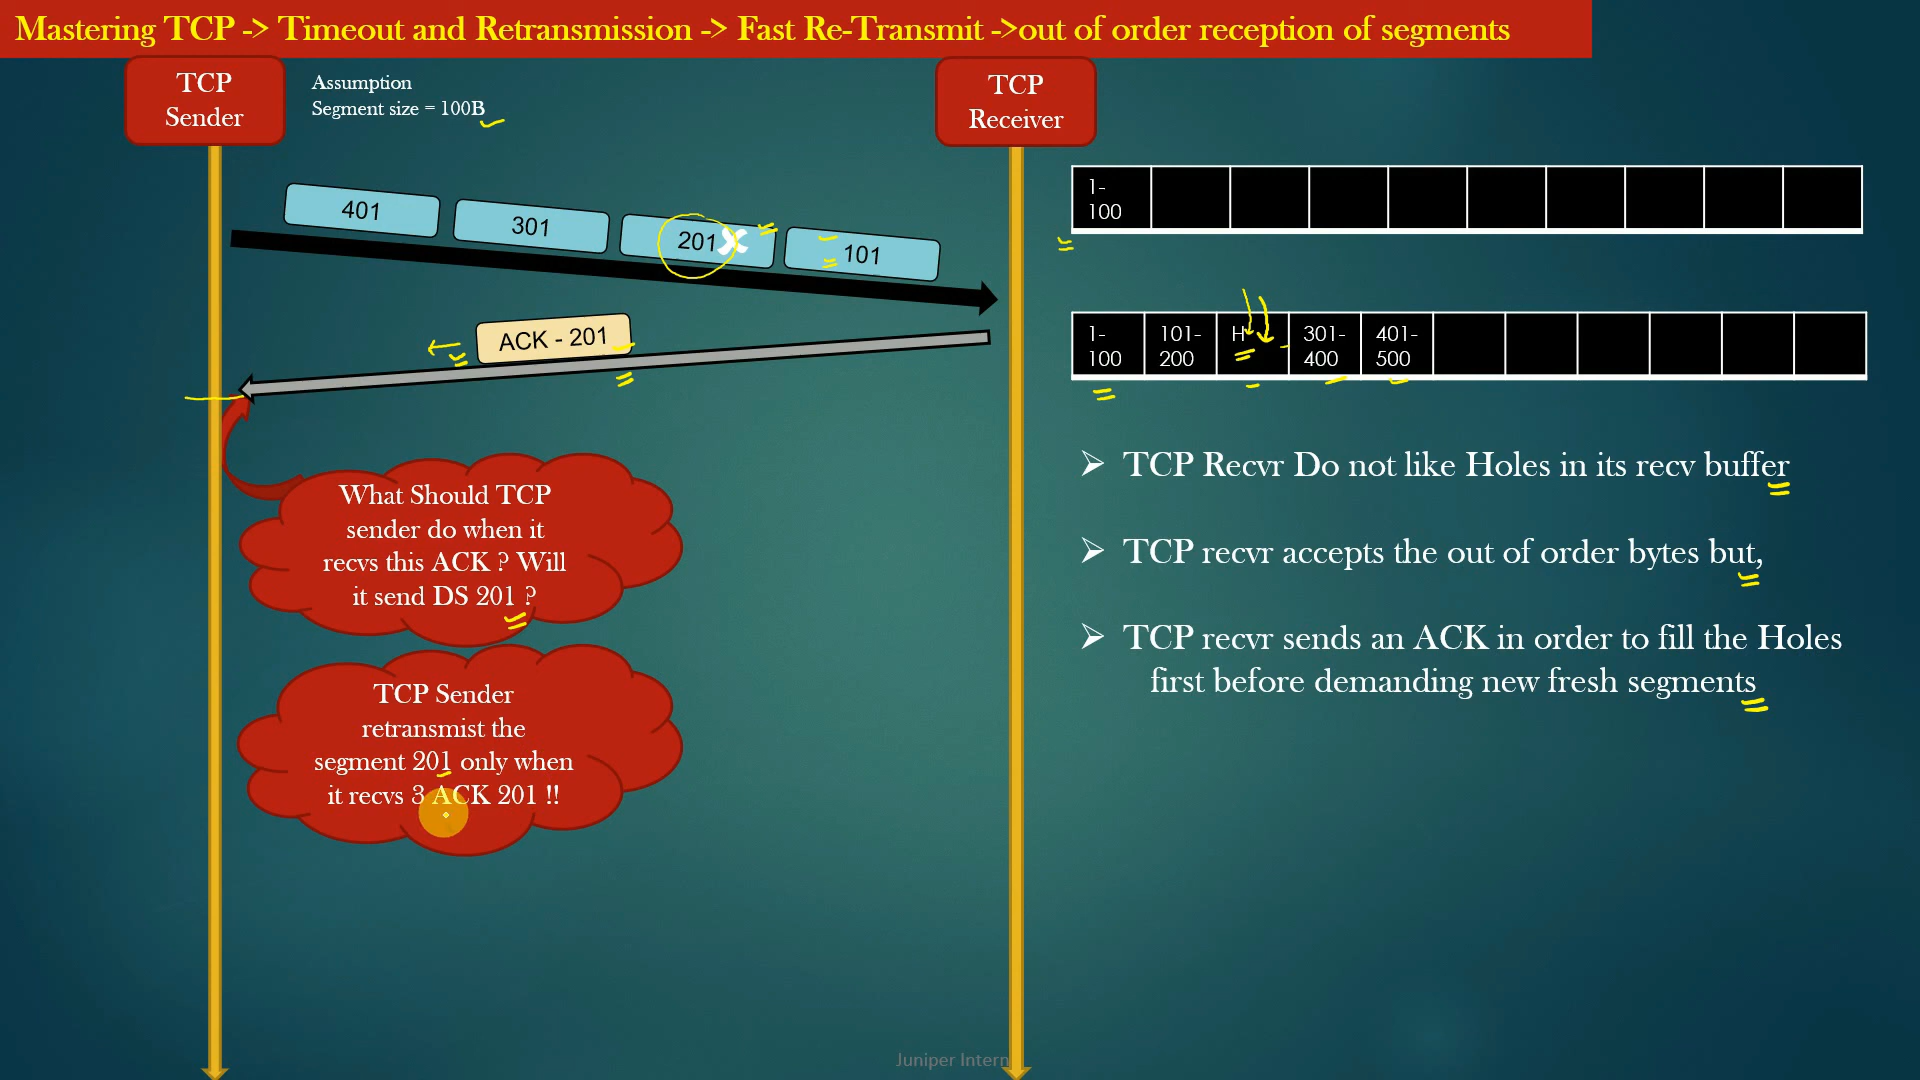 Mastering TCP -> Timeout and Retransmission -> Fast Re-Transmit ->out of order reception of segments
TCP
Sender
Assumption
Segment size = 100B
TCP
Receiver
401
301
201
101
ACK - 201
1-
100
1-
100
101-
200
H
301-
400
401-
500
What Should TCP
sender do when it
recvs this ACK ? Will
it send DS 201 ?
TCP Sender
retransmist the
segment 201 only when
it recvs 3 ACK 201 !!
TCP Recvr Do not like Holes in its recv buffer
TCP recvr accepts the out of order bytes but,
TCP recvr sends an ACK in order to fill the Holes
first before demanding new fresh segments
Juniper Intern